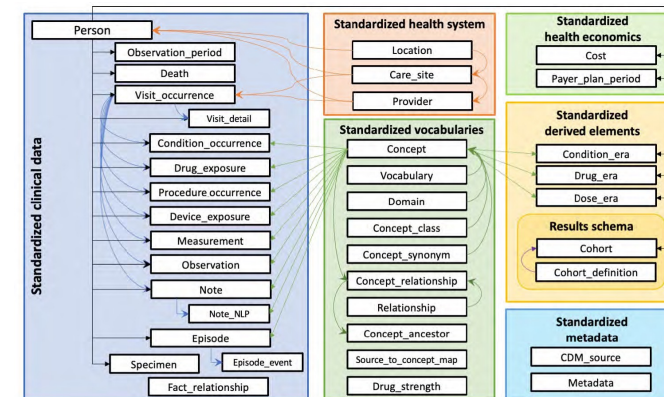 Standardized clinical data
Person
Observation_period
Death
Visit_occurrence
Visit_detail
Condition_occurrence
Drug_exposure
Procedure occurrence
Device_exposure
Measurement
Observation
Note
Note_NLP
Episode
Specimen
Episode_event
Fact_relationship
Standardized health system
Location
Care_site
Provider
Standardized vocabularies
Concept
Vocabulary
Domain
Concept_class
Concept_synonym
Concept_relationship
Relationship
Concept_ancestor
Source_to_concept_map
Drug_strength
Standardized
health economics
Cost
Payer_plan_period
Standardized
derived elements
Condition_era
Drug_era
Dose_era
Results schema
Cohort
Cohort_definition
Standardized
metadata
CDM_source
Metadata